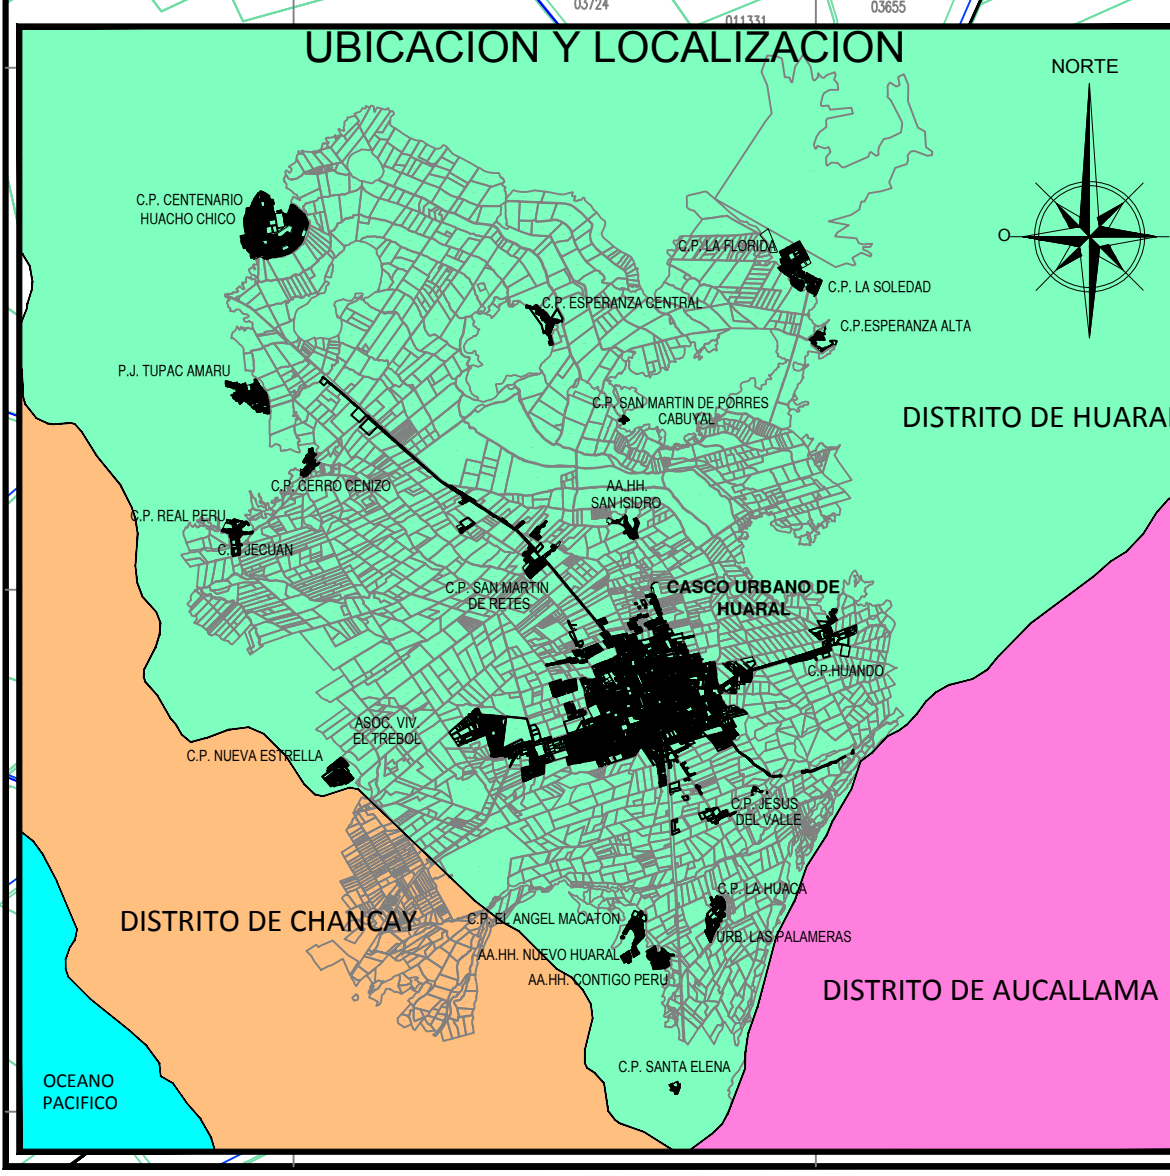 03724
011331
03655
UBICACION Y LOCALIZACION
NORTE
O
C.P. CENTENARIO
HUACHO CHICO
C.P. LA FLORIDA
C.P. LA SOLEDAD
C.P. ESPERANZA CENTRAL
C.P.ESPERANZA ALTA
P.J. TUPAC AMARU
C.P. SAN MARTIN DE PORRES
CABUYAL
DISTRITO DE HUARAL
C.P. CERRO CENIZO
AA.HH.
SAN ISIDRO
C.P. REAL PERU
C.P. JECUAN
C.P. SAN MARTIN
DE RETES
CASCO URBANO DE
HUARAL
C.P.HUANDO
ASOC. VIV.
EL TREBOL
C.P. NUEVA ESTRELLA
C.P. JESUS
DEL VALLE
C.P. LA HUACA
DISTRITO DE CHANCAY
C.P. EL ANGEL MACATON
URB. LAS PALAMERAS
AA.HH. NUEVO HUARAL
AA.HH. CONTIGO PERU
DISTRITO DE AUCALLAMA
C.P. SANTA ELENA
OCEANO
PACIFICO